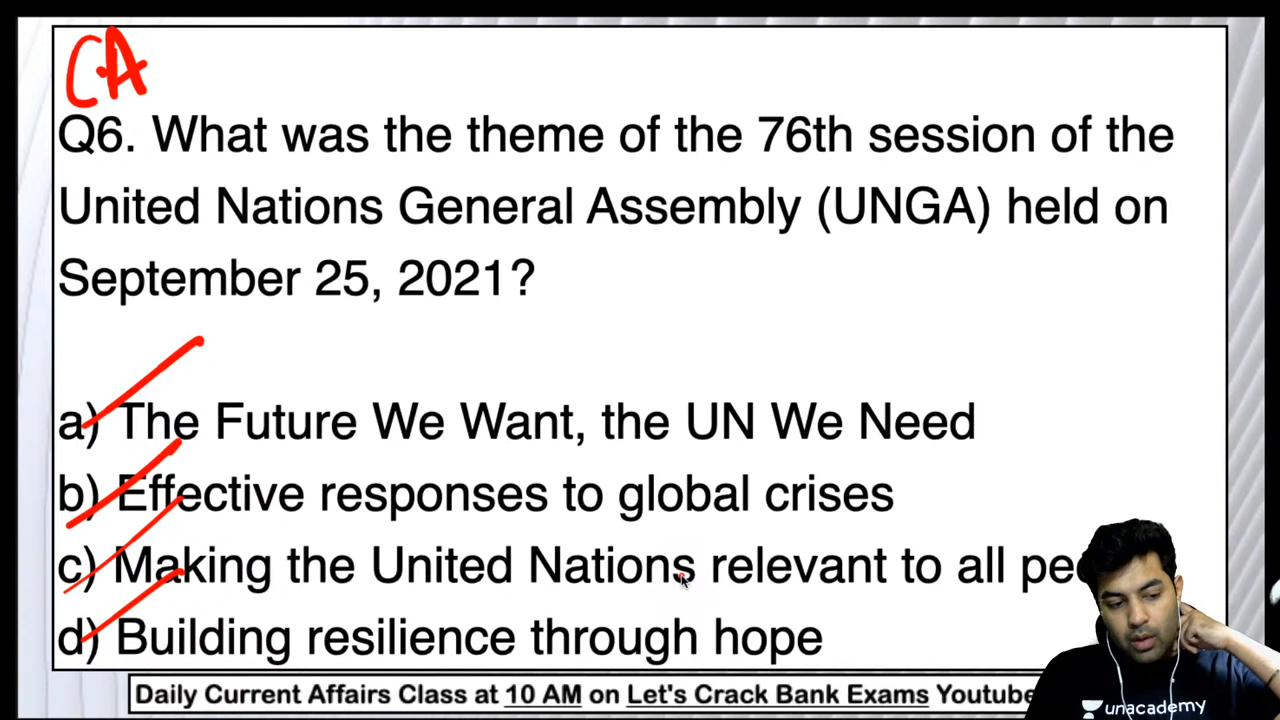 CA
Q6. What was the theme of the 76th session of the
United Nations General Assembly (UNGA) held on
September 25, 2021?
a) The Future We Want, the UN We Need
b) Effective responses to global crises
c) Making the United Nations relevant to all
d) Building resilience through hope
Daily Current Affairs Class at 10 AM on Let's Crack Bank Exams Youtube
unacademy